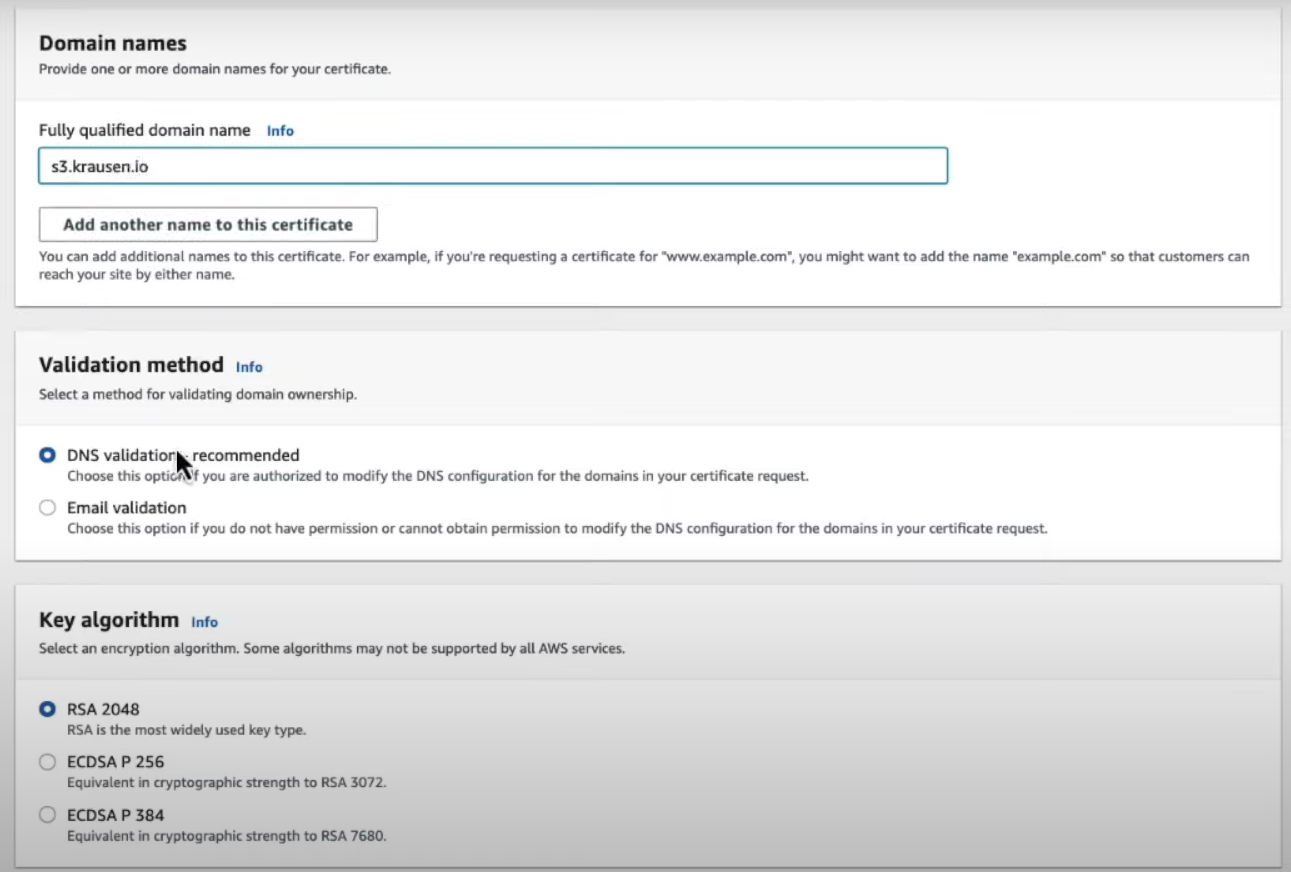 Domain names
Provide one or more domain names for your certificate.
Fully qualified domain name Info
s3.krausen.io
Add another name to this certificate
You can add additional names to this certificate. For example, if you're requesting a certificate for "www.example.com", you might want to add the name "example.com" so that customers can
reach your site by either name.
Validation method Info
Select a method for validating domain ownership.
DNS validation - recommended
Choose this option if you are authorized to modify the DNS configuration for the domains in your certificate request.
Email validation
Choose this option if you do not have permission or cannot obtain permission to modify the DNS configuration for the domains in your certificate request.
Key algorithm Info
Select an encryption algorithm. Some algorithms may not be supported by all AWS services.
RSA 2048
RSA is the most widely used key type.
ECDSA P 256
Equivalent in cryptographic strength to RSA 3072.
ECDSA P 384
Equivalent in cryptographic strength to RSA 7680.